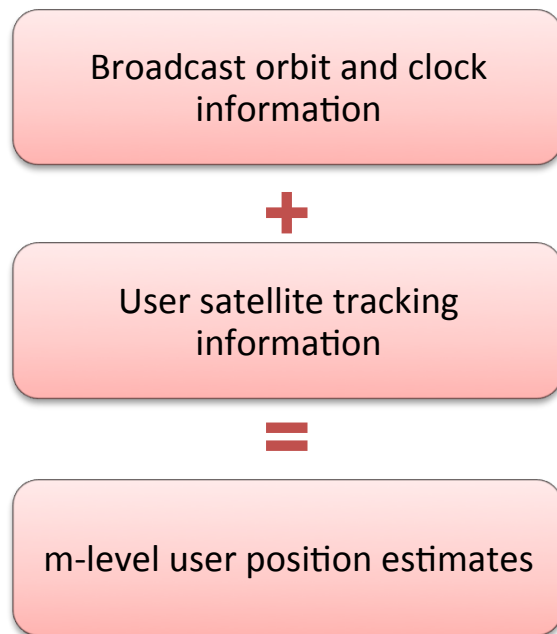 Broadcast orbit and clock
information
+
User satellite tracking
information
=
m-level user position estimates